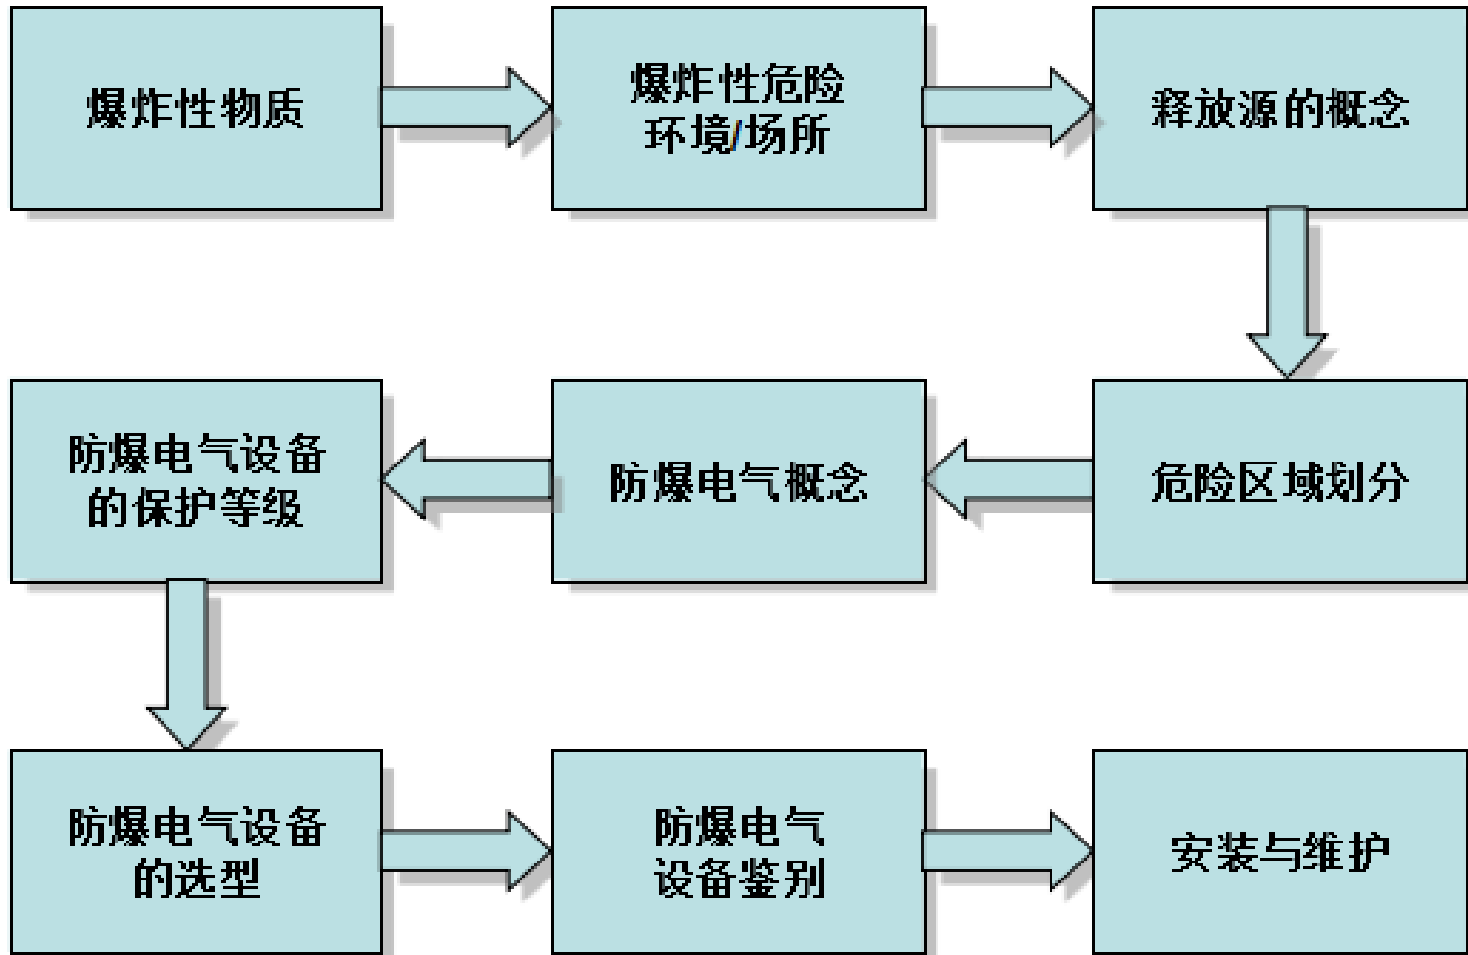 爆炸性物质
爆炸性危险
环境/场所
释放源的概念
危险区域划分
防爆电气概念
防爆电气设备
的保护等级
防爆电气设备
的选型
防爆电气
设备鉴别
安装与维护